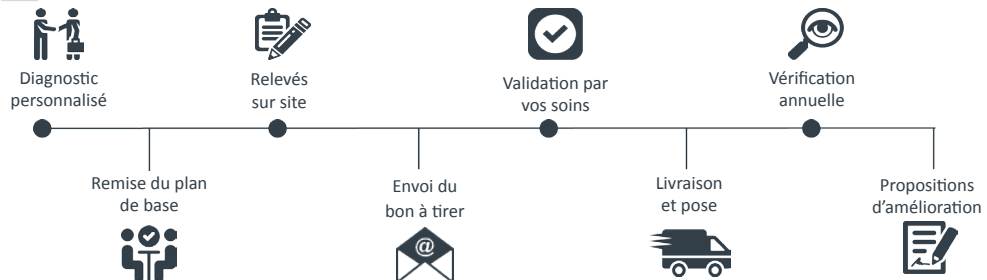 Diagnostic
personnalisé
Relevés
sur site
Validation par
vos soins
Vérification
annuelle
Remise du plan
de base
Envoi du
bon à tirer
Livraison
et pose
Propositions
d'amélioration
@